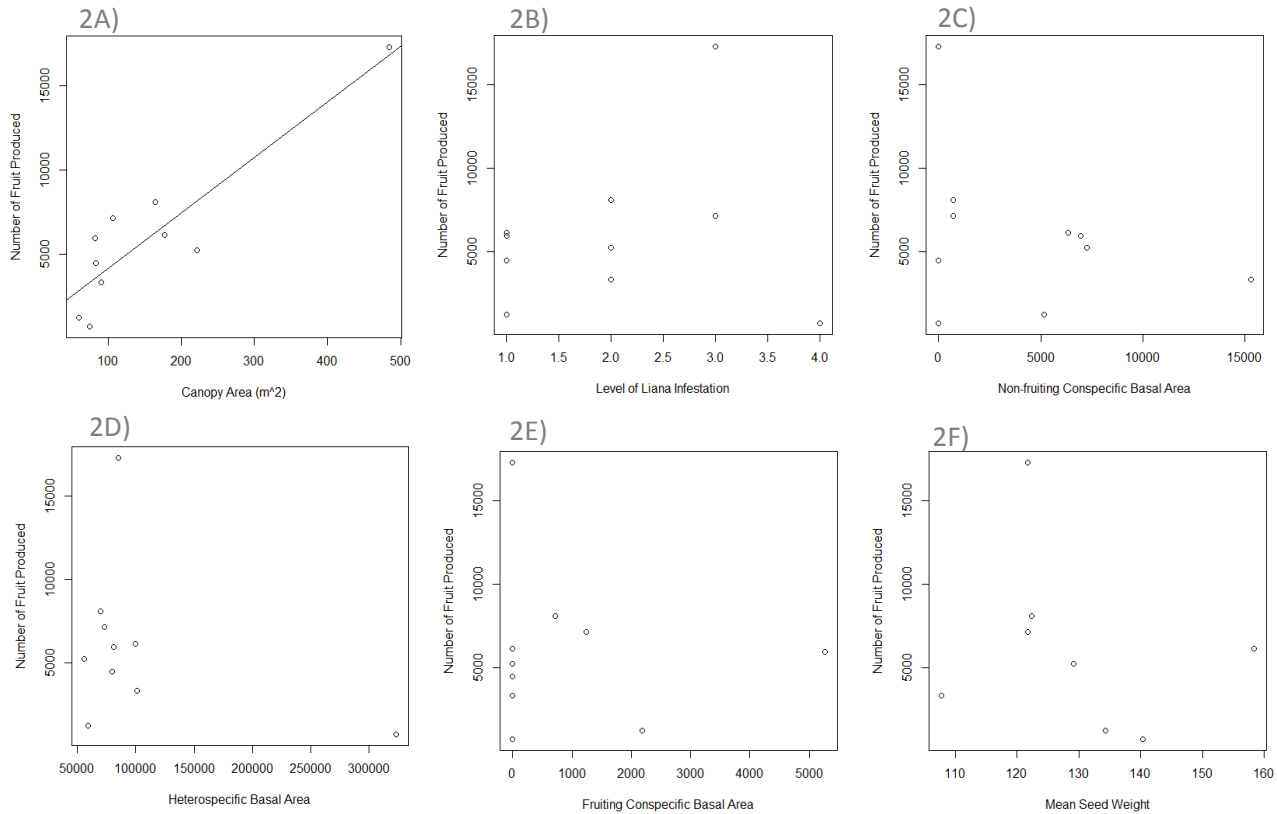 2A)
Number of Fruit Produced
5000 10000 15000
100 200 300 400 500
Canopy Area (m^2)
2B)
Number of Fruit Produced
5000 10000 15000
1.0 1.5 2.0 2.5 3.0 3.5 4.0
Level of Liana Infestation
2C)
Number of Fruit Produced
5000 10000 15000
0 5000 10000 15000
Non-fruiting Conspecific Basal Area
2D)
Number of Fruit Produced
5000 10000 15000
50000 100000 150000 200000 250000 300000
Heterospecific Basal Area
2E)
Number of Fruit Produced
5000 10000 15000
0 1000 2000 3000 4000 5000
Fruiting Conspecific Basal Area
2F)
Number of Fruit Produced
5000 10000 15000
110 120 130 140 150 160
Mean Seed Weight